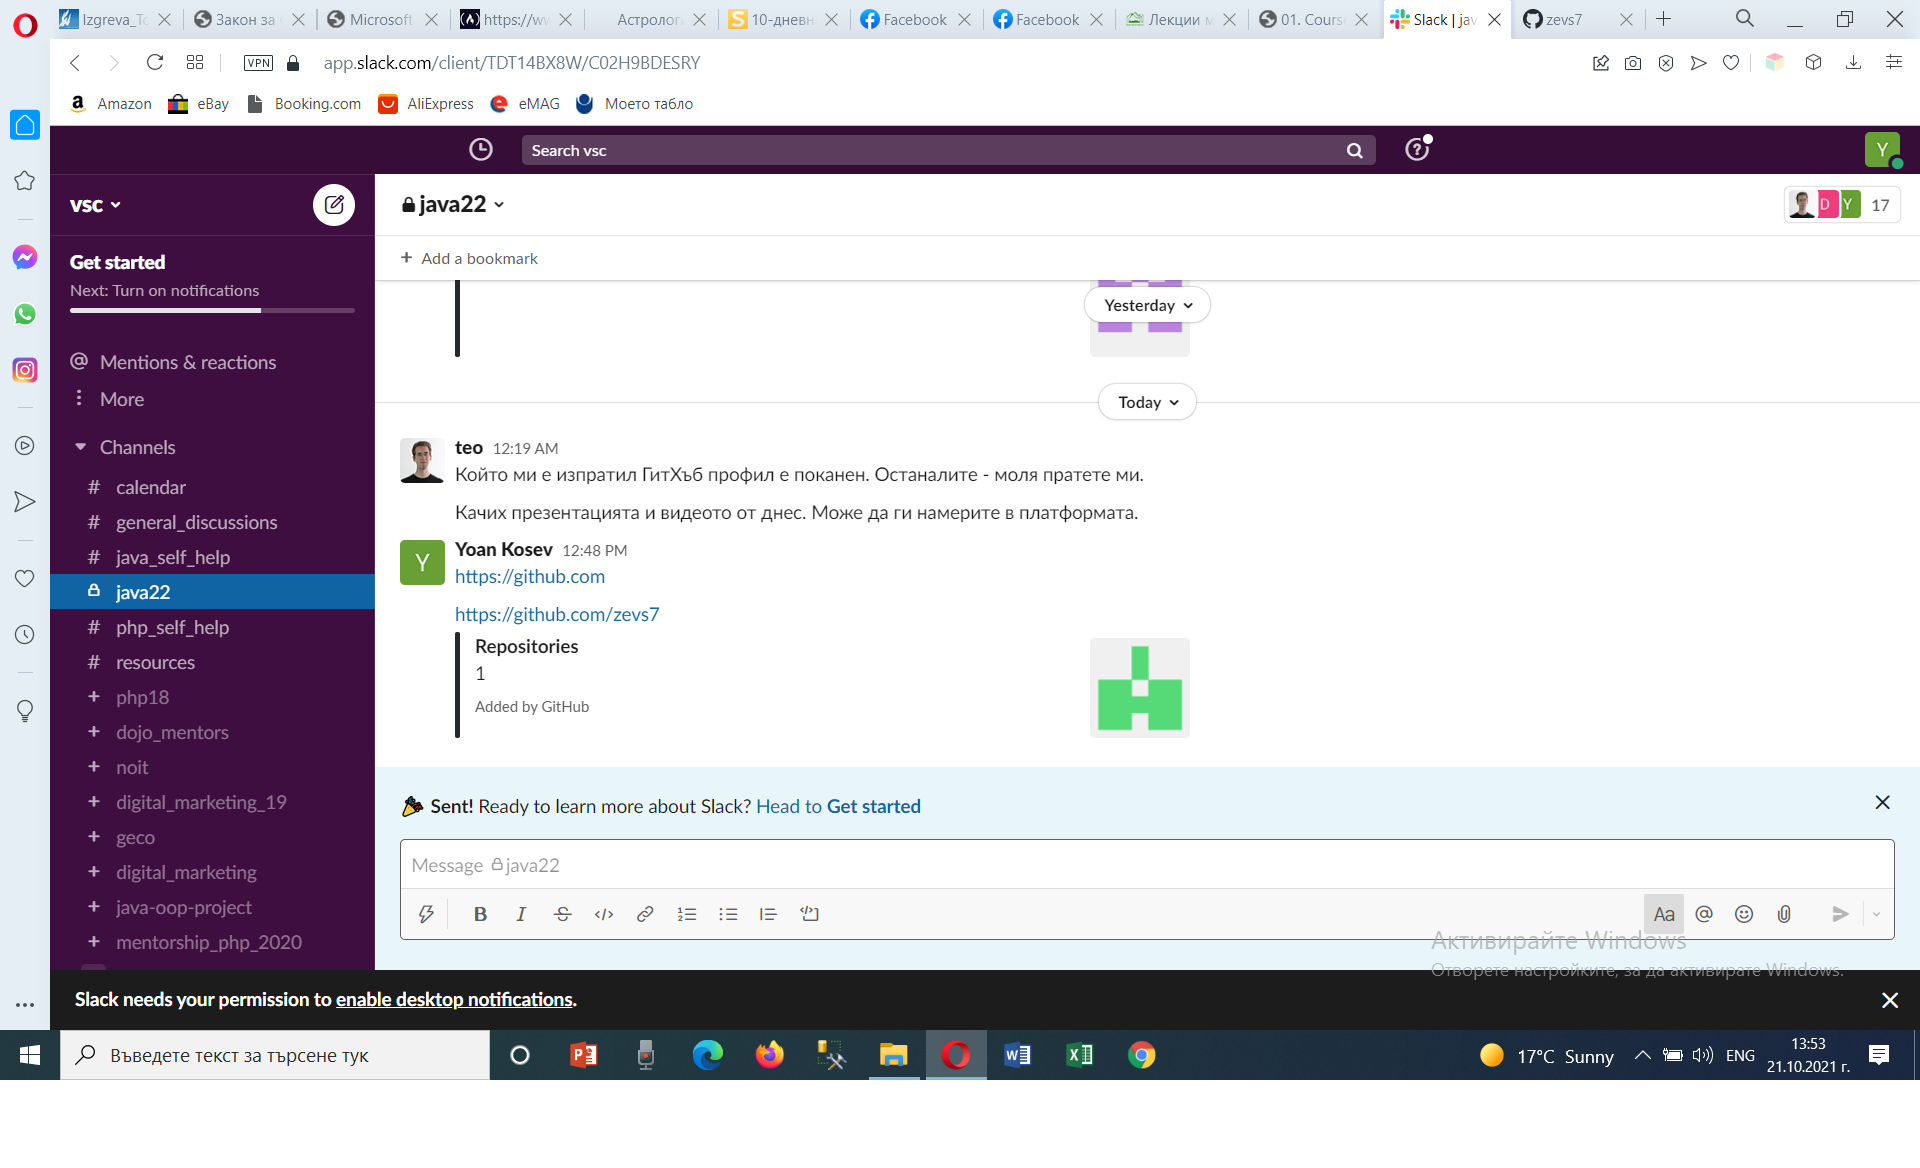 Izgreva_To
Закон за
Microsoft
https://ww
Астролог
10-дневн
Facebook
Facebook
Лекции м
01. Cours
Slack | jav
zevs7
VPN
app.slack.com/client/TDT14BX8W/C02H9BDESRY
Amazon
eBay
Booking.com
AliExpress
eMAG
Моето табло
Search vsc
Y
vsc
java22
D Y 17
Get started
Next: Turn on notifications
+ Add a bookmark
Yesterday
@ Mentions & reactions
More
Today
Channels
# calendar
# general_discussions
# java_self_help
java22
# php_self_help
# resources
+ php18
+ dojo_mentors
+ noit
+ digital_marketing_19
+ geco
+ digital_marketing
+ java-oop-project
+ mentorship_php_2020
teo 12:19 AM
Който ми е изпратил ГитХъб профил е поканен. Останалите - моля пратете ми.
Качих презентацията и видеото от днес. Може да ги намерите в платформата.
Y
Yoan Kosev 12:48 PM
https://github.com
https://github.com/zevs7
Repositories
1
Added by GitHub
Sent! Ready to learn more about Slack? Head to Get started
Message java22
B I S </> Aa @
Активирайте Windows
Отворете настройките, за да активирате Windows.
Slack needs your permission to enable desktop notifications.
Въведете текст за търсене тук
17°C Sunny
ENG
13:53
21.10.2021 г.